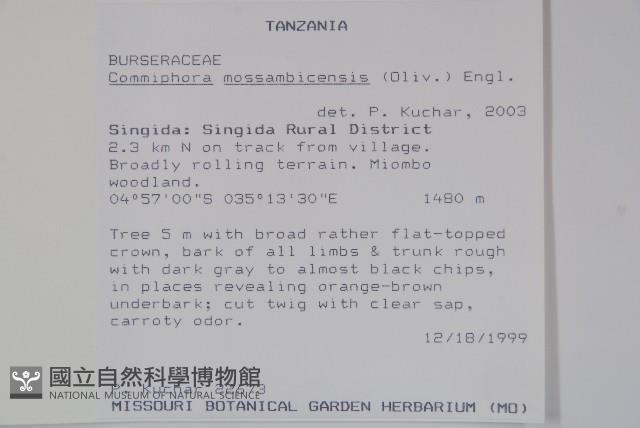 TANZANIA
BURSERACEAE
Commiphora mossambicensis (Oliv.) Engl.
det. P. Kuchar, 2003
Singida: Singida Rural District
2.3 km N on track from village.
Broadly rolling terrain. Miombo
woodland.
04°57'00"S 035°13'30"E 1480 m
Tree 5 m with broad rather flat-topped
crown, bark of all limbs & trunk rough
with dark gray to almost black chips,
in places revealing orange-brown
underbark; cut twig with clear sap,
carroty odor.
12/18/1999
國立自然科學博物館
P. Kuchar
NATIONAL MUSEUM OF NATURAL SCIENCE
MISSOURI BOTANICAL GARDEN HERBARIUM (MO)